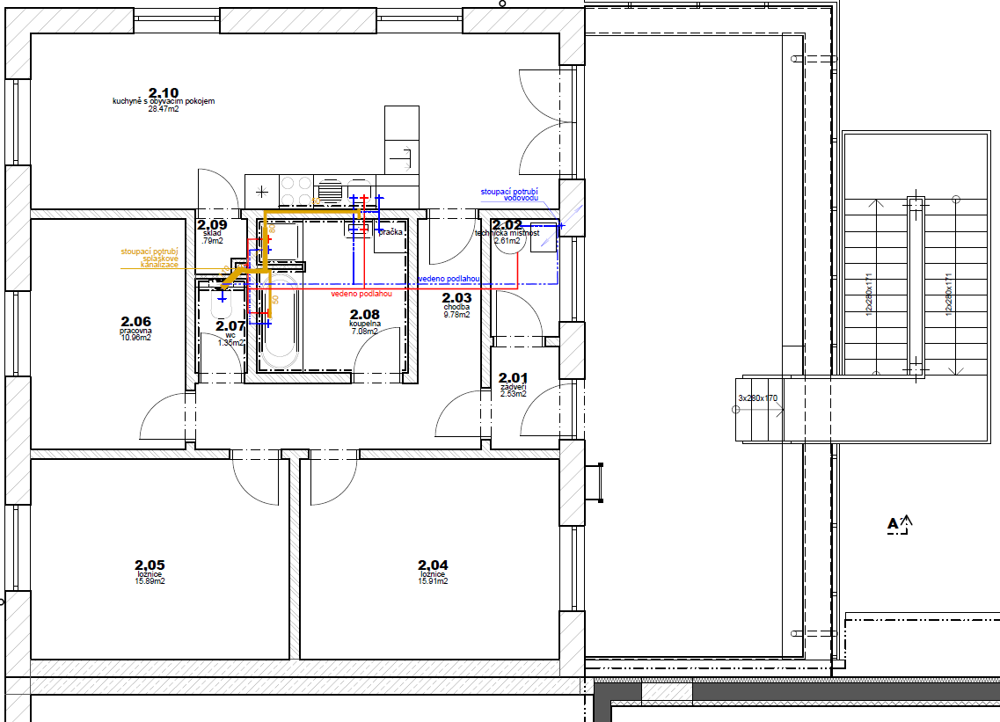 2.10
kuchyně s obývacím pokojem
28.47m2
stoupací potrubí
vodovodu
60
2.09
sklad
.79m2
80
pračka
2.02
technická místnost
2.61m2
stoupací potrubí
splaškové
kanalizace
vedeno podlahou
vedeno podlahou
50
2.03
chodba
9.78m2
2.06
pracovna
10.96m2
2.07
wc
1.35m2
2.08
koupelna
7.08m2
12x280x171
12x280x171
2.01
zádveří
2.53m2
3x280x170
A
2.05
ložnice
15.89m2
2.04
ložnice
15.91m2